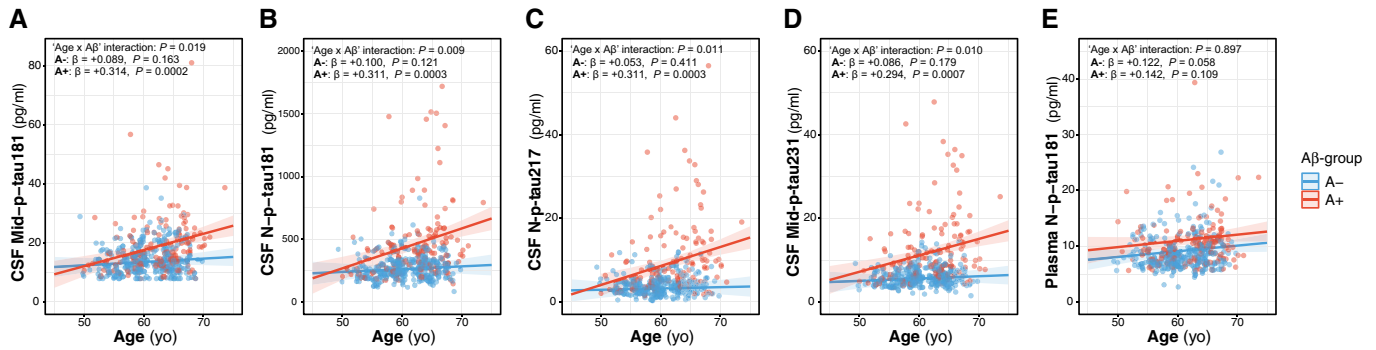 A
CSF Mid-p-tau181 (pg/ml)
'Age x Aβ' interaction: P = 0.019
A-: β = +0.089, P = 0.163
A+: β = +0.314, P = 0.0002
80
60
40
20
0
50 60 70
Age (yo)
B
CSF N-p-tau181 (pg/ml)
'Age x Aβ' interaction: P = 0.009
A-: β = +0.100, P = 0.121
A+: β = +0.311, P = 0.0003
2000
1500
1000
500
0
50 60 70
Age (yo)
C
CSF N-p-tau217 (pg/ml)
'Age x Aβ' interaction: P = 0.011
A-: β = +0.053, P = 0.411
A+: β = +0.311, P = 0.0003
60
40
20
0
50 60 70
Age (yo)
D
CSF Mid-p-tau231 (pg/ml)
'Age x Aβ' interaction: P = 0.010
A-: β = +0.086, P = 0.179
A+: β = +0.294, P = 0.0007
60
40
20
0
50 60 70
Age (yo)
E
Plasma N-p-tau181 (pg/ml)
'Age x Aβ' interaction: P = 0.897
A-: β = +0.122, P = 0.058
A+: β = +0.142, P = 0.109
40
30
20
10
0
50 60 70
Age (yo)
Aβ-group
A−
A+